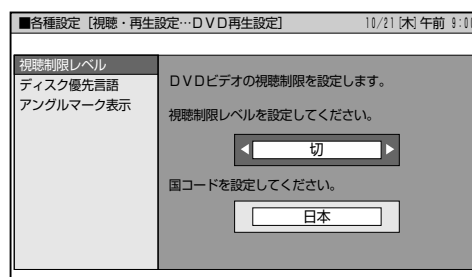 ■各種設定［視聴・再生設定…ＤＶＤ再生設定］ 10/21［木］午前 9:00
視聴制限レベル
ディスク優先言語
アングルマーク表示
ＤＶＤビデオの視聴制限を設定します。
視聴制限レベルを設定してください。
切
国コードを設定してください。
日本